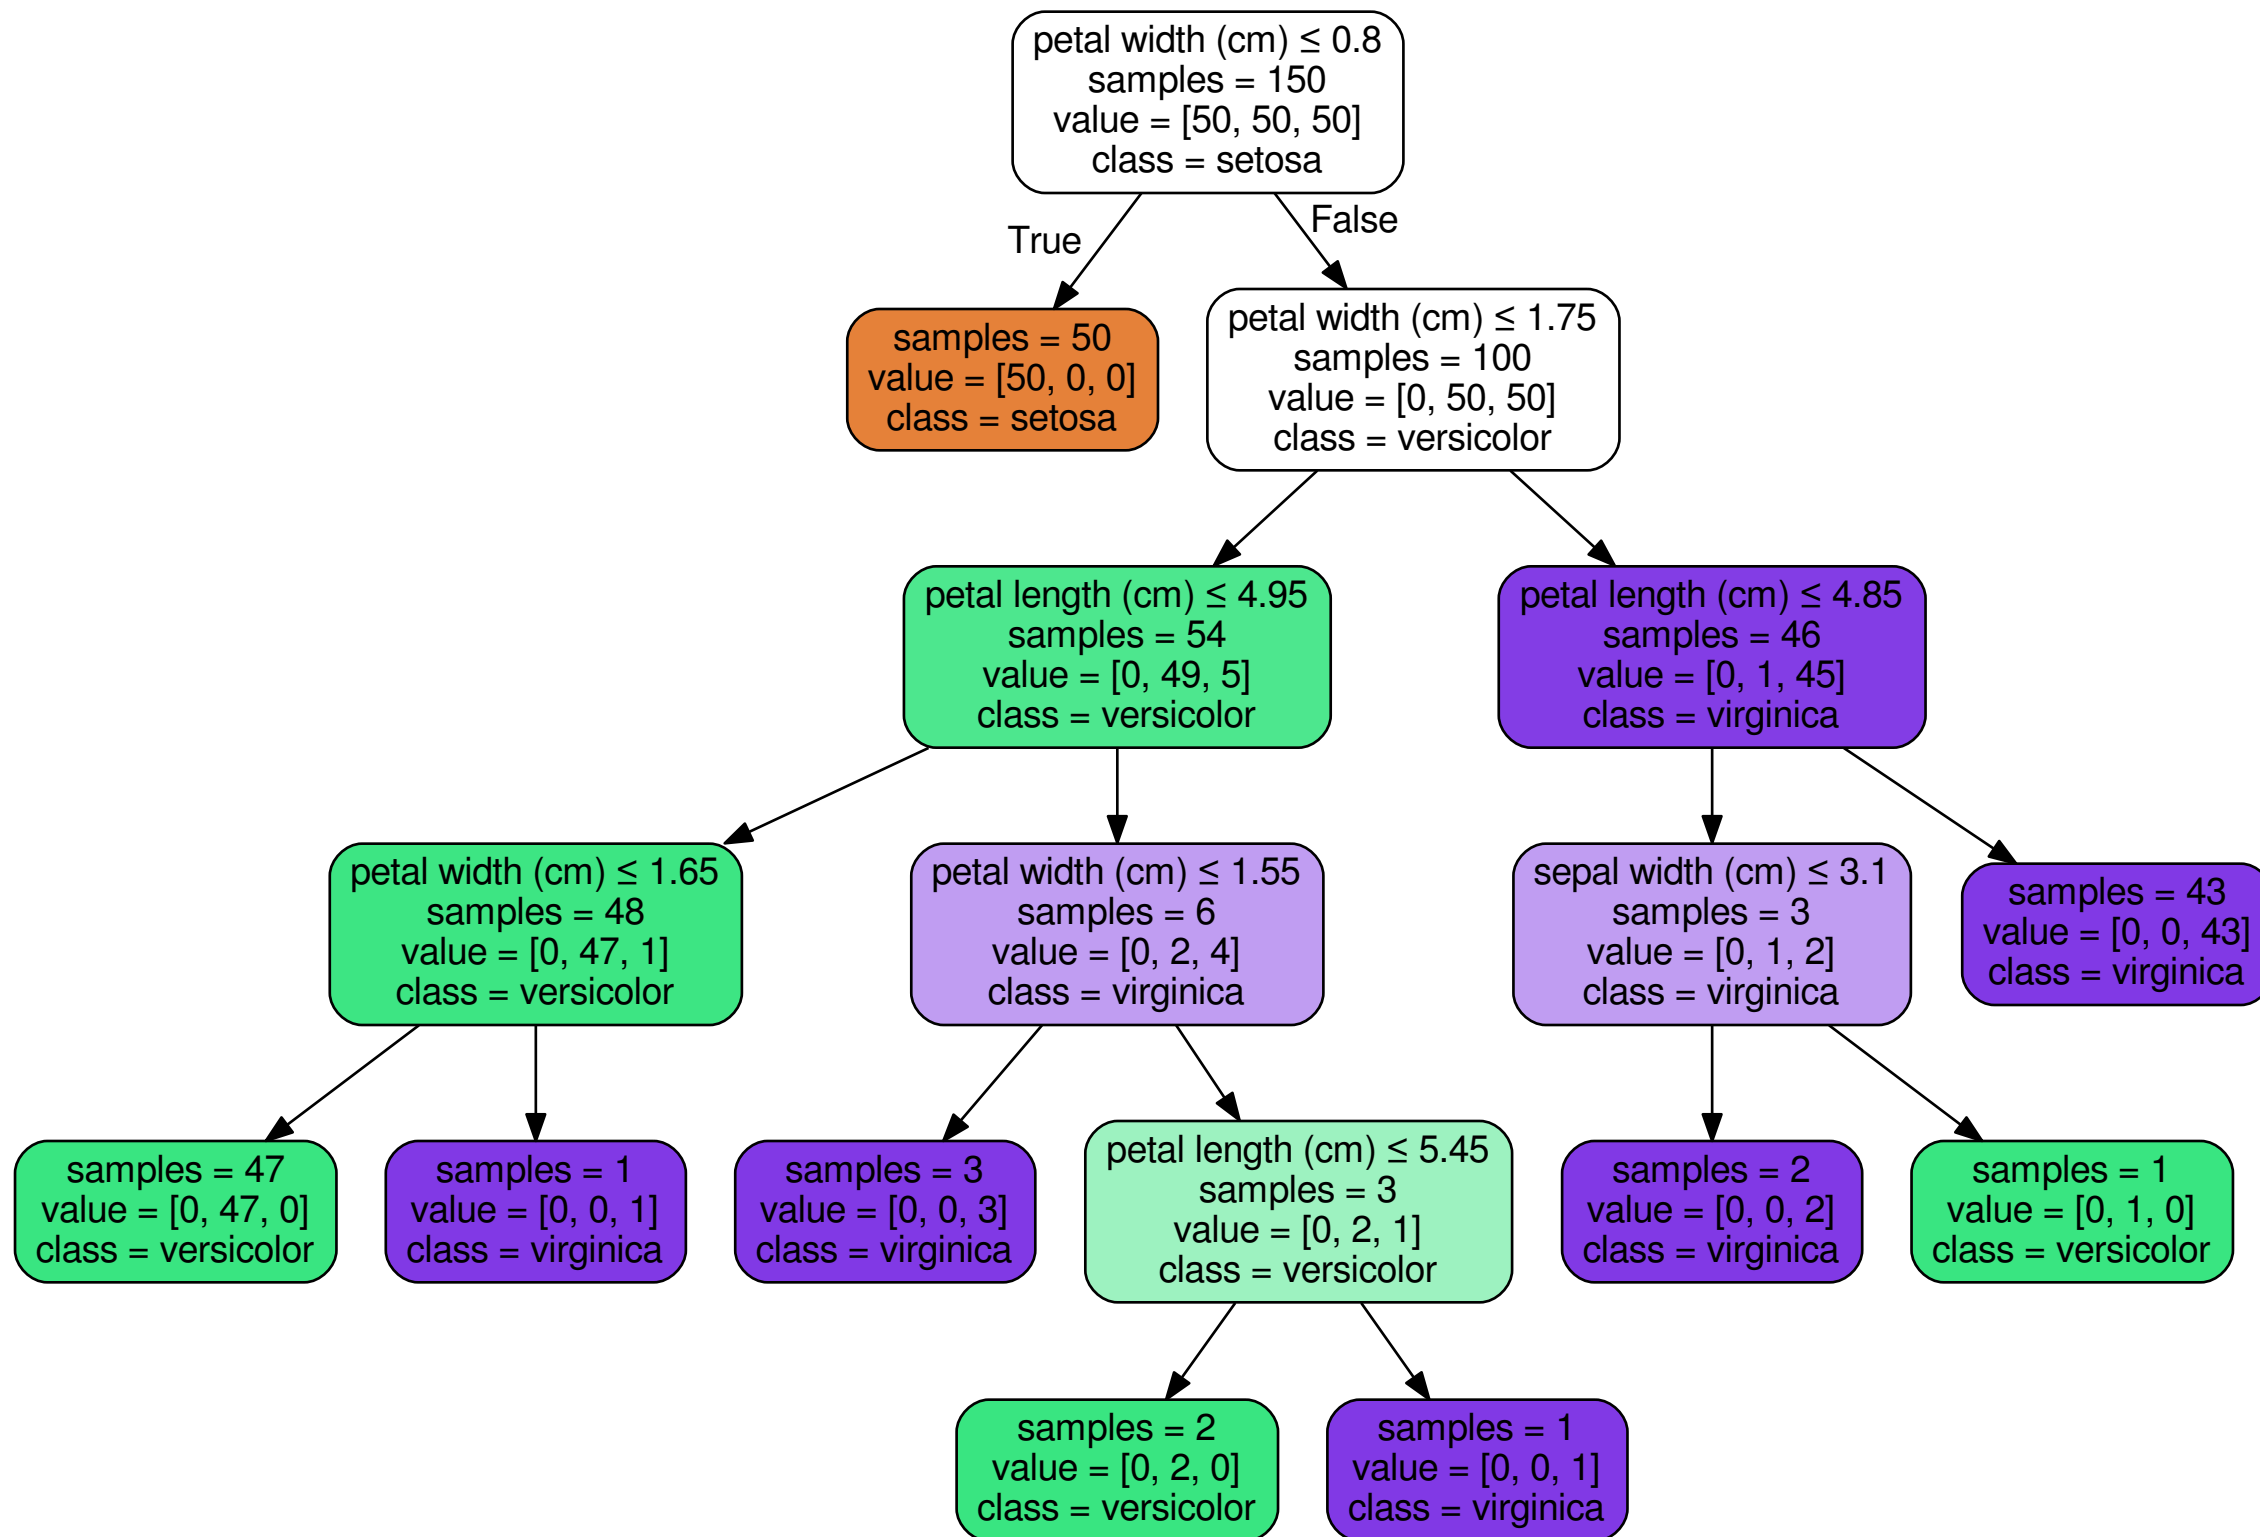 petal width (cm) ≤ 0.8
samples = 150
value = [50, 50, 50]
class = setosa
True
False
samples = 50
value = [50, 0, 0]
class = setosa
petal width (cm) ≤ 1.75
samples = 100
value = [0, 50, 50]
class = versicolor
petal length (cm) ≤ 4.95
samples = 54
value = [0, 49, 5]
class = versicolor
petal length (cm) ≤ 4.85
samples = 46
value = [0, 1, 45]
class = virginica
petal width (cm) ≤ 1.65
samples = 48
value = [0, 47, 1]
class = versicolor
petal width (cm) ≤ 1.55
samples = 6
value = [0, 2, 4]
class = virginica
sepal width (cm) ≤ 3.1
samples = 3
value = [0, 1, 2]
class = virginica
samples = 43
value = [0, 0, 43]
class = virginica
samples = 47
value = [0, 47, 0]
class = versicolor
samples = 1
value = [0, 0, 1]
class = virginica
samples = 3
value = [0, 0, 3]
class = virginica
petal length (cm) ≤ 5.45
samples = 3
value = [0, 2, 1]
class = versicolor
samples = 2
value = [0, 0, 2]
class = virginica
samples = 1
value = [0, 1, 0]
class = versicolor
samples = 2
value = [0, 2, 0]
class = versicolor
samples = 1
value = [0, 0, 1]
class = virginica